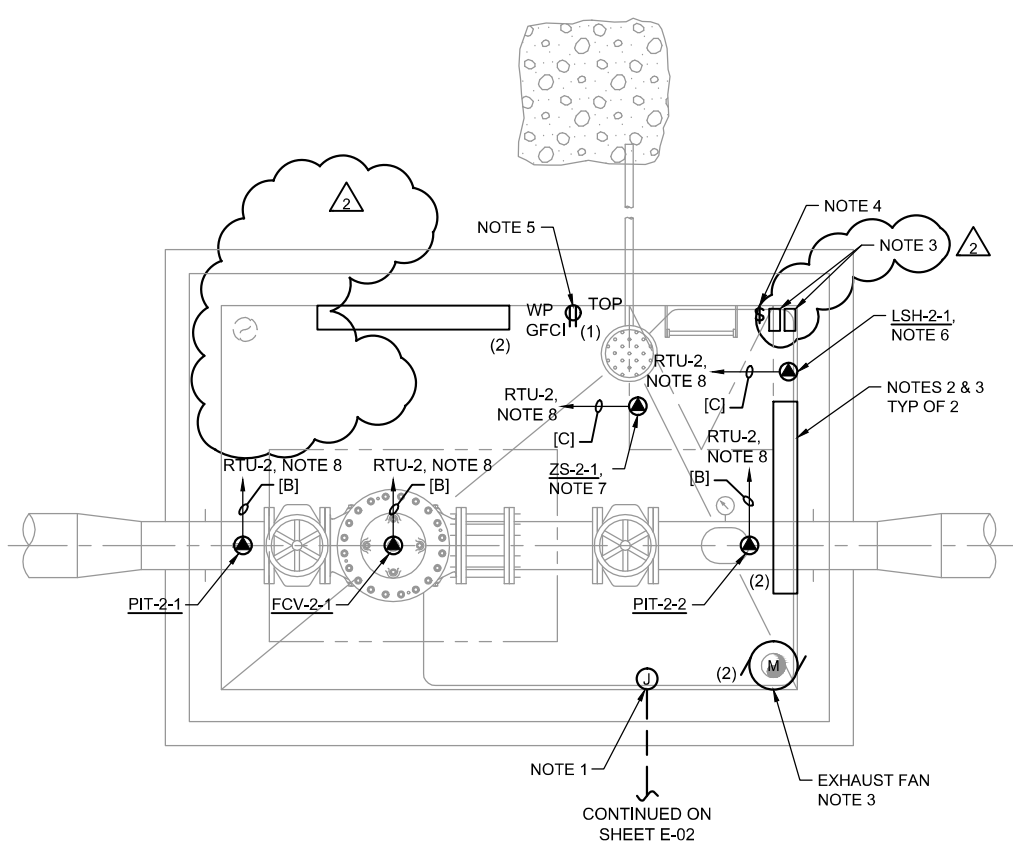 2
NOTE 4
NOTE 5
NOTE 3
2
WP
TOP
GFCI
(1)
$
(2)
LSH-2-1,
NOTE 6
RTU-2,
NOTE 8
[C]
RTU-2,
NOTE 8
[C]
NOTES 2 & 3
TYP OF 2
RTU-2,
NOTE 8
[B]
ZS-2-1,
NOTE 7
RTU-2, NOTE 8
[B]
RTU-2, NOTE 8
[B]
PIT-2-1
FCV-2-1
PIT-2-2
(2)
(2)
M
J
NOTE 1
EXHAUST FAN
NOTE 3
CONTINUED ON
SHEET E-02